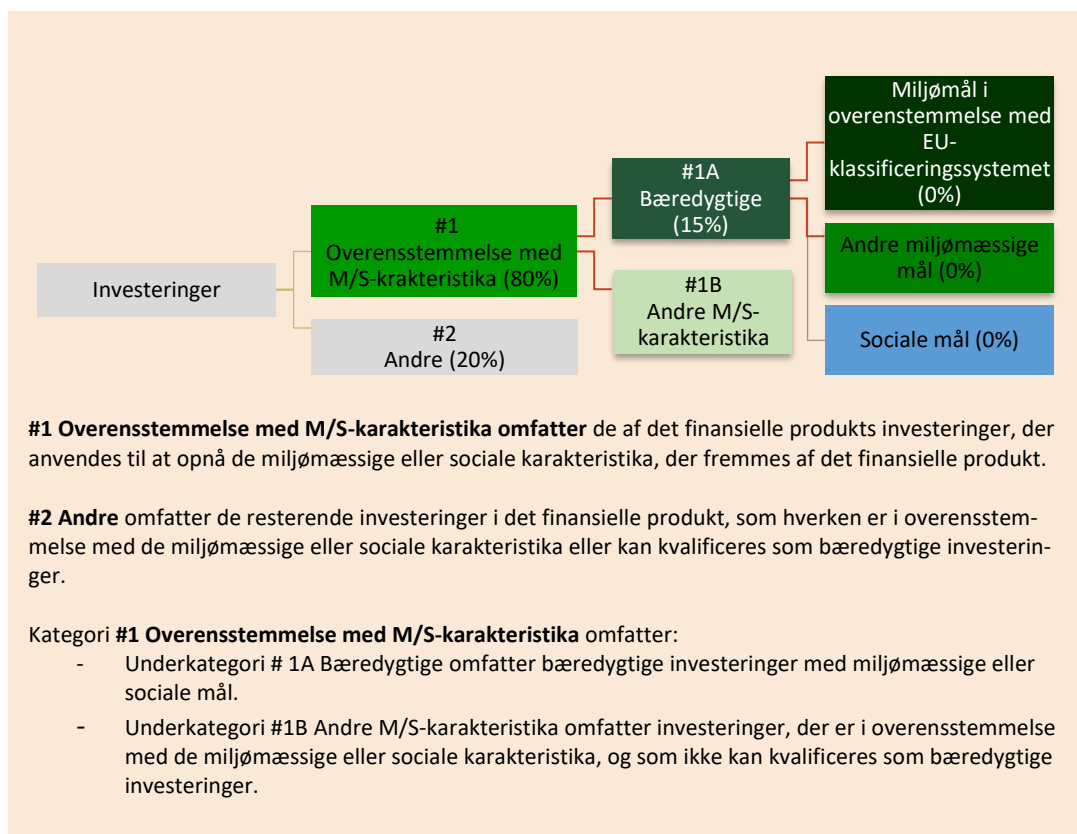 Investeringer
#1
Overensstemmelse med
M/S-krakteristika (80%)
#2
Andre (20%)
#1A
Bæredygtige
(15%)
#1B
Andre M/S-
karakteristika
Miljømål i
overenstemmelse med
EU-
klassificeringssystemet
(0%)
Andre miljømæssige
mål (0%)
Sociale mål (0%)
#1 Overensstemmelse med M/S-karakteristika omfatter de af det finansielle produkts investeringer, der
anvendes til at opnå de miljømæssige eller sociale karakteristika, der fremmes af det finansielle produkt.
#2 Andre omfatter de resterende investeringer i det finansielle produkt, som hverken er i overensstem-
melse med de miljømæssige eller sociale karakteristika eller kan kvalificeres som bæredygtige investerin-
ger.
Kategori #1 Overensstemmelse med M/S-karakteristika omfatter:
- Underkategori # 1A Bæredygtige omfatter bæredygtige investeringer med miljømæssige eller
sociale mål.
- Underkategori #1B Andre M/S-karakteristika omfatter investeringer, der er i overensstemmelse
med de miljømæssige eller sociale karakteristika, og som ikke kan kvalificeres som bæredygtige
investeringer.